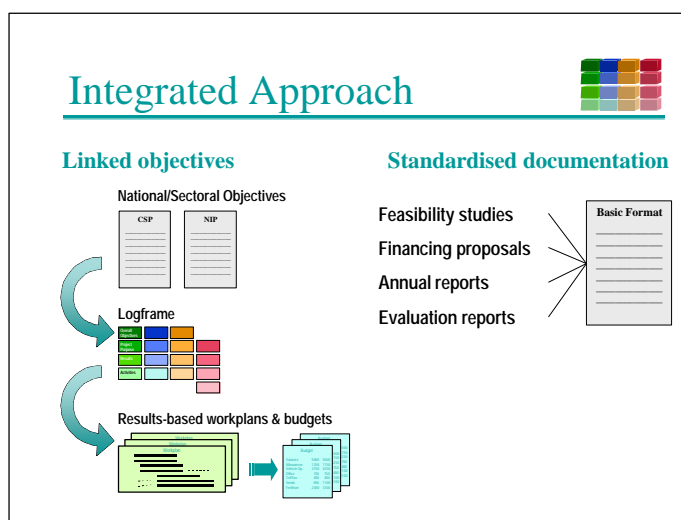 Integrated Approach
Linked objectives
National/Sectoral Objectives
CSP
NIP
Logframe
Overall
Objectives
Project
Purpose
Results
Activities
Results-based workplans & budgets
Workplan
Budget
Standardised documentation
Feasibility studies
Financing proposals
Annual reports
Evaluation reports
Basic Format